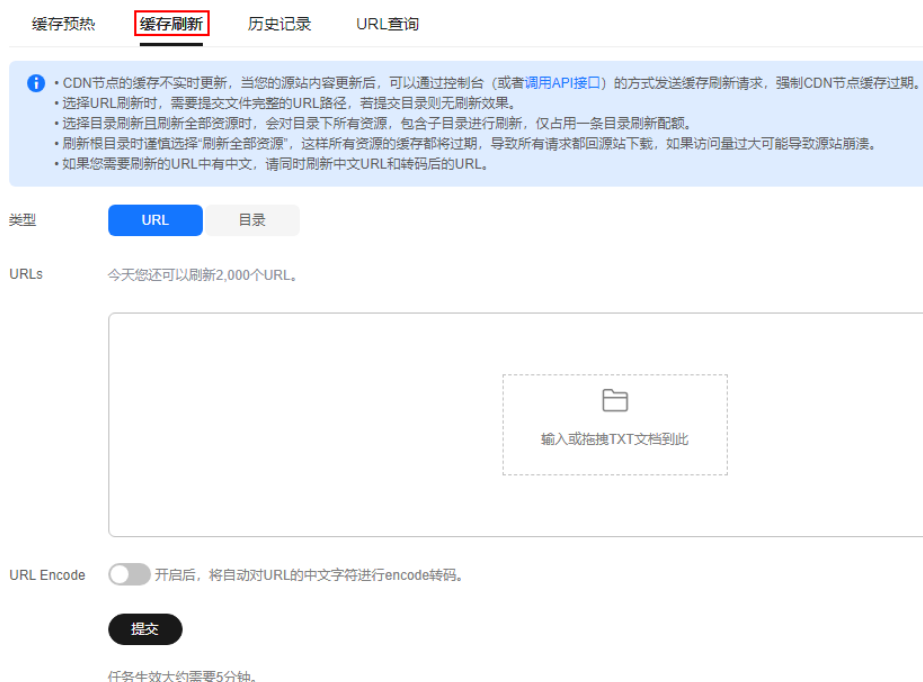 缓存预热 缓存刷新 历史记录 URL查询
• CDN节点的缓存不实时更新，当您的源站内容更新后，可以通过控制台（或者调用API接口）的方式发送缓存刷新请求，强制CDN节点缓存过期。
• 选择URL刷新时，需要提交文件完整的URL路径，若提交目录则无刷新效果。
• 选择目录刷新且刷新全部资源时，会对目录下所有资源，包含子目录进行刷新，仅占用一条目录刷新配额。
• 刷新根目录时谨慎选择“刷新全部资源”，这样所有资源的缓存都将过期，导致所有请求都回源站下载，如果访问量过大可能导致源站崩溃。
• 如果您需要刷新的URL中有中文，请同时刷新中文URL和转码后的URL。
类型 URL 目录
URLs 今天您还可以刷新2,000个URL。
输入或拖拽TXT文档到此
URL Encode 开启后，将自动对URL的中文字符进行encode转码。
提交
任务生效大约需要5分钟。